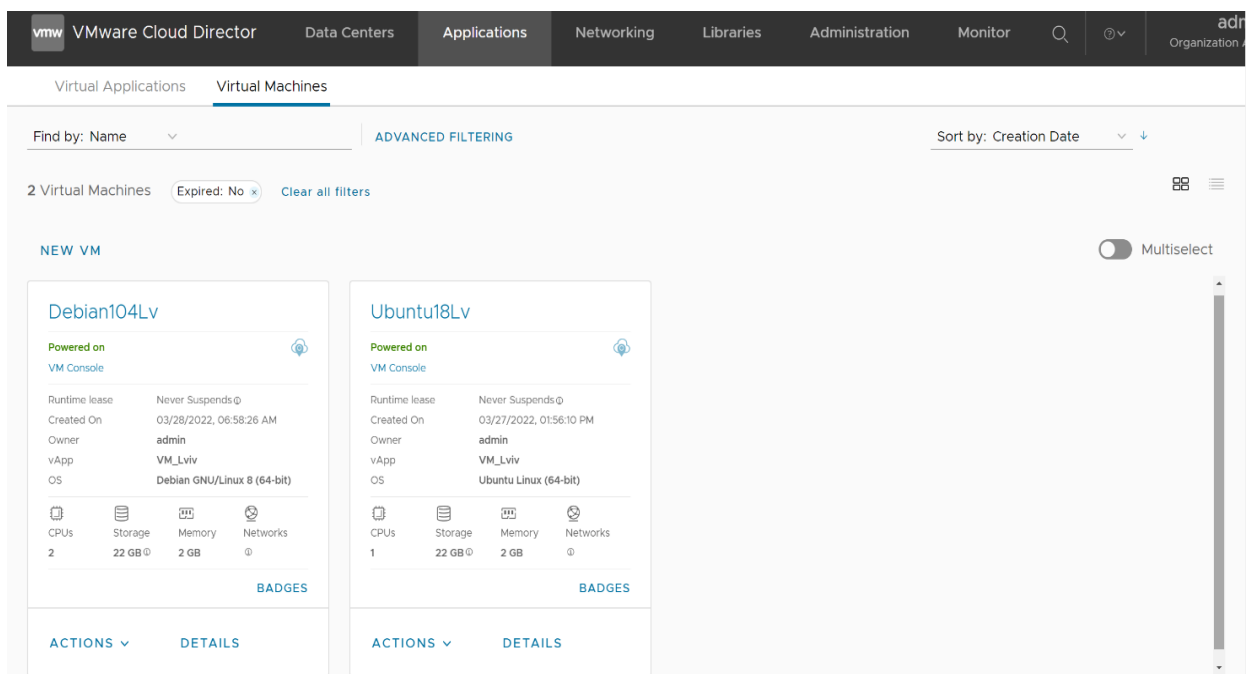 vmw VMware Cloud Director Data Centers Applications Networking Libraries Administration Monitor
Organization
Virtual Applications Virtual Machines
Find by: Name ADVANCED FILTERING Sort by: Creation Date
2 Virtual Machines Expired: No × Clear all filters
NEW VM Multiselect
Debian104Lv
Powered on
VM Console
Runtime lease Never Suspends
Created On 03/28/2022, 06:58:26 AM
Owner admin
vApp VM_Lviv
OS Debian GNU/Linux 8 (64-bit)
CPUs Storage Memory Networks
2 22 GB 2 GB
BADGES
ACTIONS DETAILS
Ubuntu18Lv
Powered on
VM Console
Runtime lease Never Suspends
Created On 03/27/2022, 01:56:10 PM
Owner admin
vApp VM_Lviv
OS Ubuntu Linux (64-bit)
CPUs Storage Memory Networks
1 22 GB 2 GB
BADGES
ACTIONS DETAILS